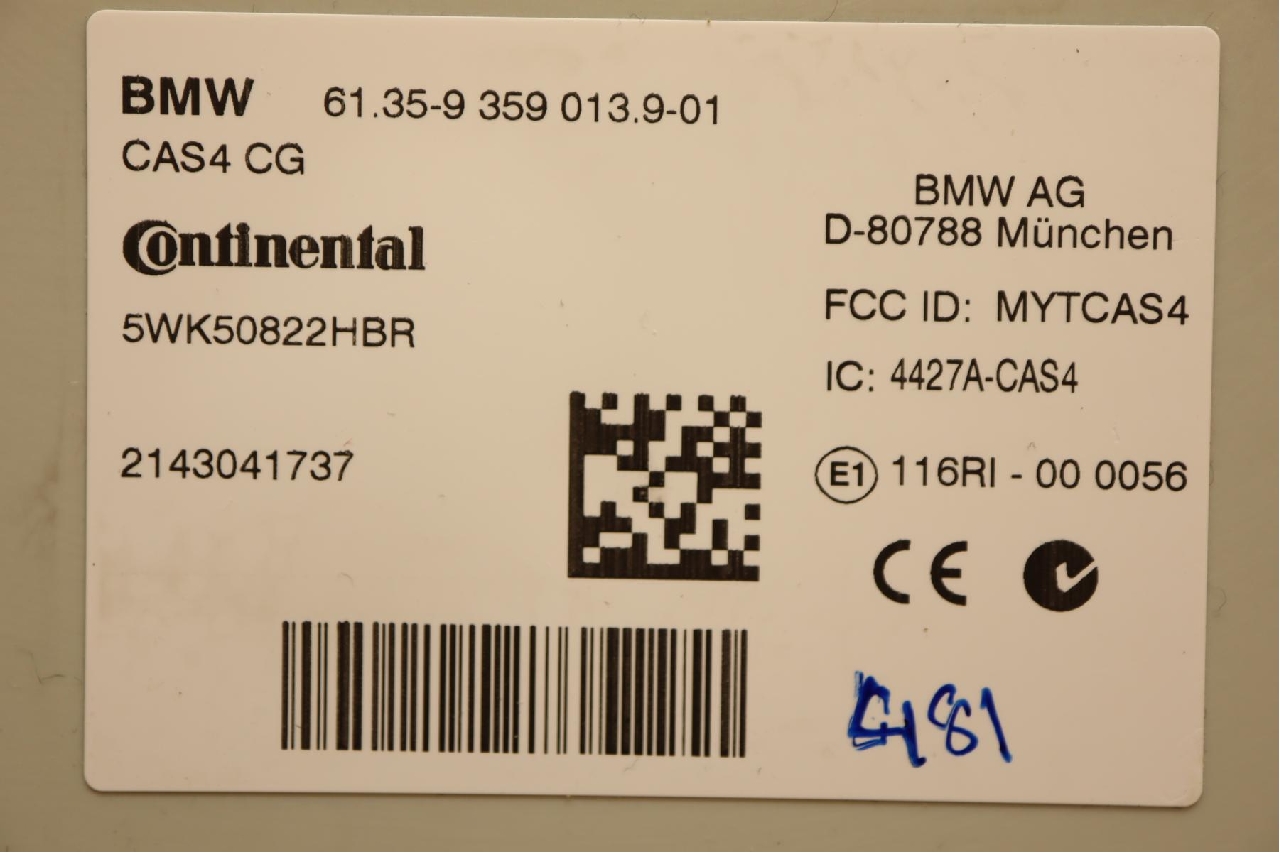 BMW 61.35-9 359 013.9-01
CAS4 CG
Continental
5WK50822HBR
2143041737
BMW AG
D-80788 München
FCC ID: MYTCAS4
IC: 4427A-CAS4
E1 116RI - 00 0056
CE